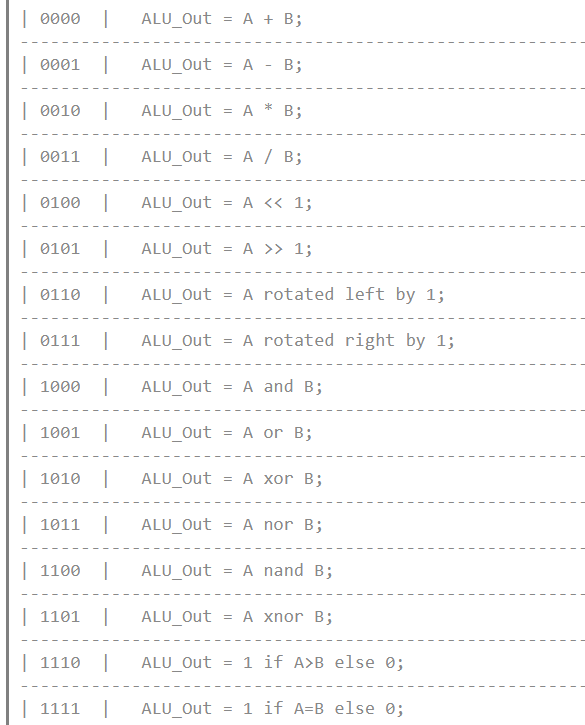 | 0000 | ALU_Out = A + B;
------------------------------------------------------------
| 0001 | ALU_Out = A - B;
------------------------------------------------------------
| 0010 | ALU_Out = A * B;
------------------------------------------------------------
| 0011 | ALU_Out = A / B;
------------------------------------------------------------
| 0100 | ALU_Out = A << 1;
------------------------------------------------------------
| 0101 | ALU_Out = A >> 1;
------------------------------------------------------------
| 0110 | ALU_Out = A rotated left by 1;
------------------------------------------------------------
| 0111 | ALU_Out = A rotated right by 1;
------------------------------------------------------------
| 1000 | ALU_Out = A and B;
------------------------------------------------------------
| 1001 | ALU_Out = A or B;
------------------------------------------------------------
| 1010 | ALU_Out = A xor B;
------------------------------------------------------------
| 1011 | ALU_Out = A nor B;
------------------------------------------------------------
| 1100 | ALU_Out = A nand B;
------------------------------------------------------------
| 1101 | ALU_Out = A xnor B;
------------------------------------------------------------
| 1110 | ALU_Out = 1 if A>B else 0;
------------------------------------------------------------
| 1111 | ALU_Out = 1 if A=B else 0;